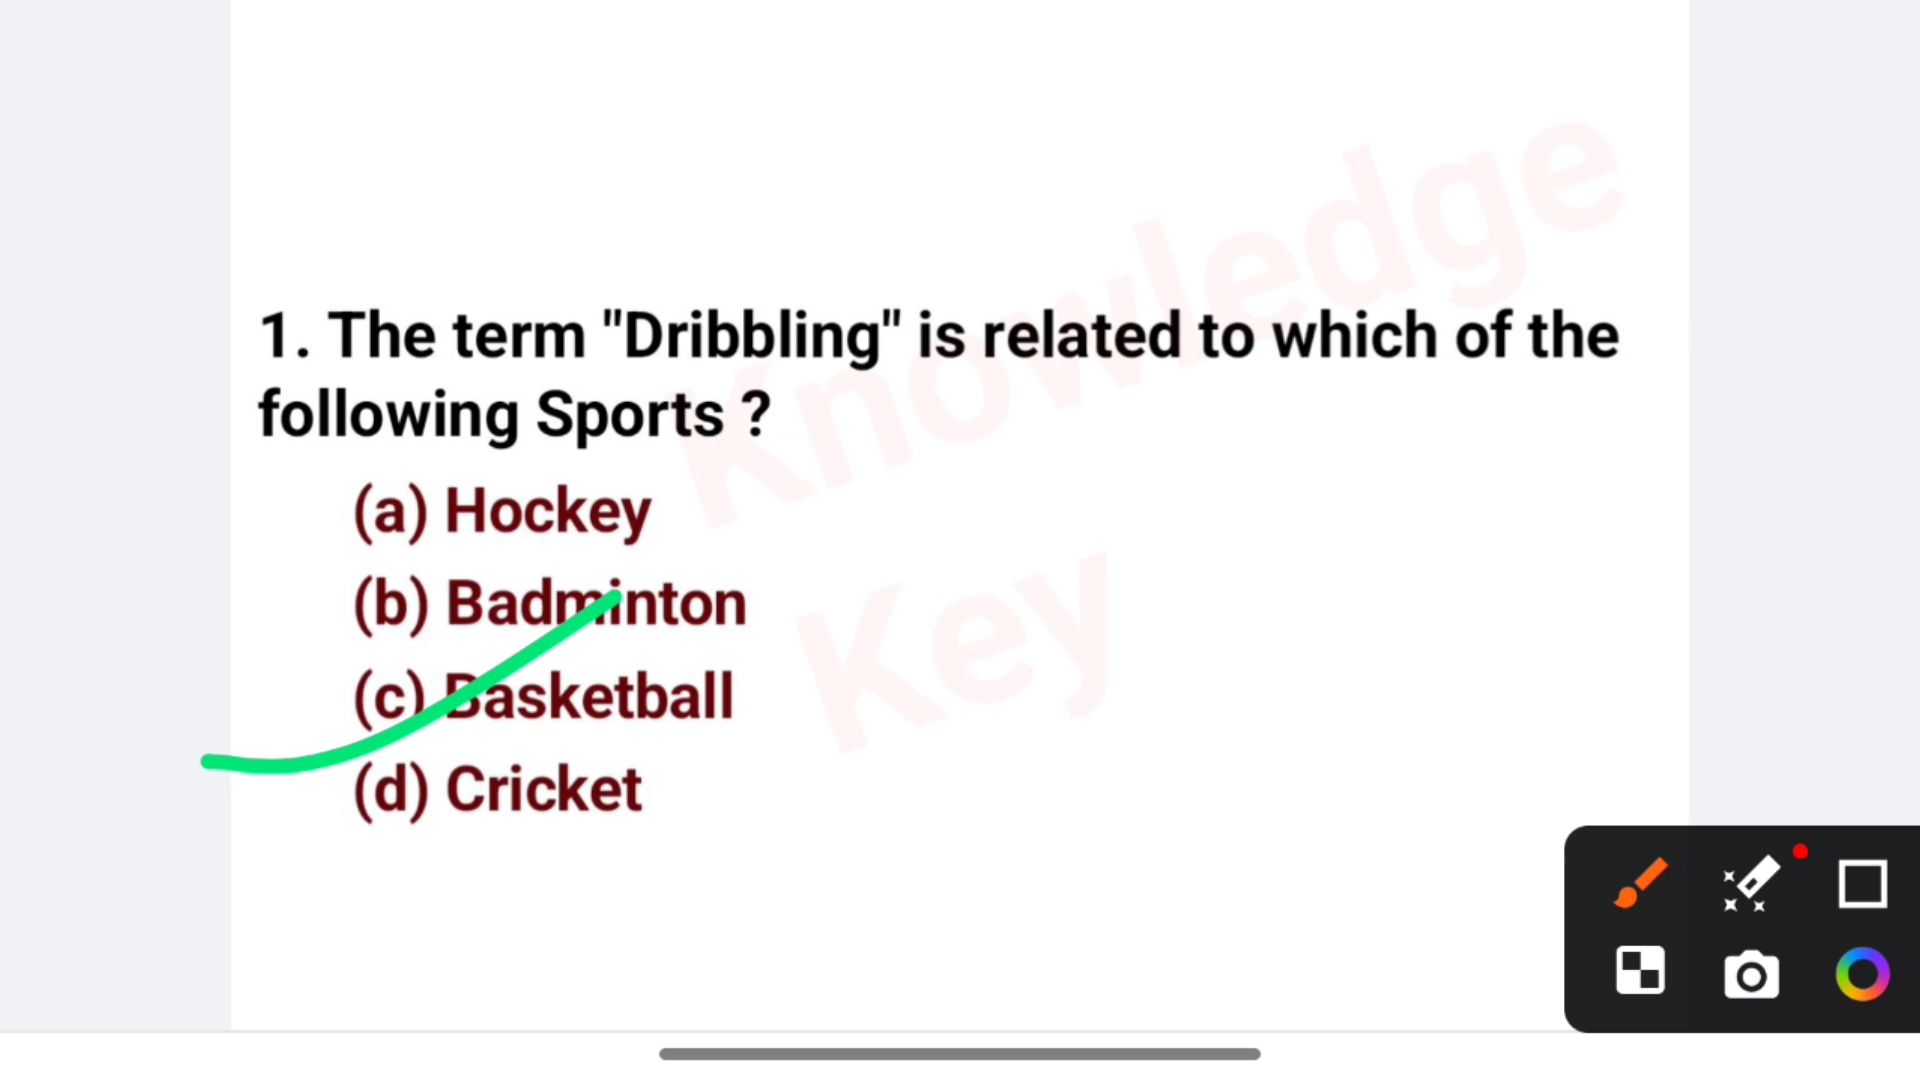 1. The term "Dribbling" is related to which of the
following Sports ?
(a) Hockey
(b) Badminton
(c) Basketball
(d) Cricket
Knowledge
Key